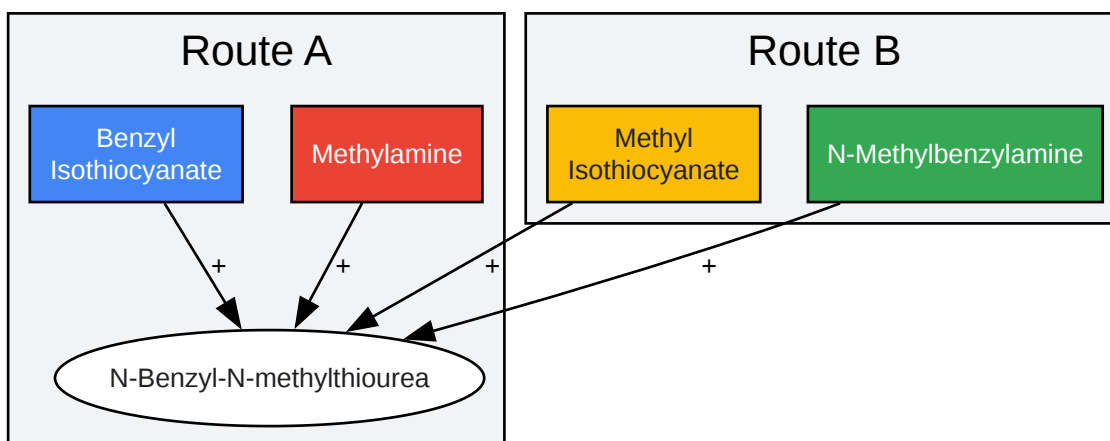 Route A
Route B
Benzyl
Isothiocyanate
Methylamine
Methyl
Isothiocyanate
N-Methylbenzylamine
+
+
+
+
N-Benzyl-N-methylthiourea